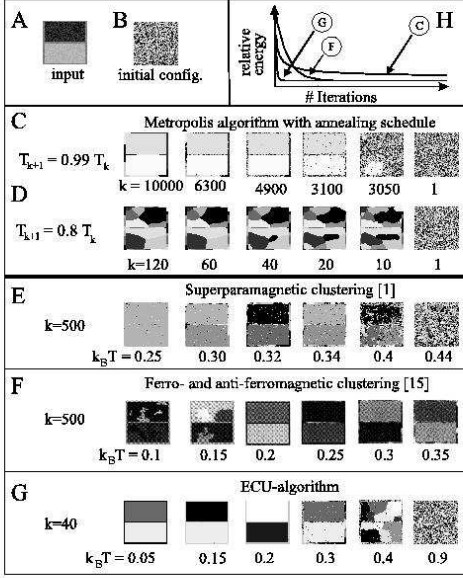 A
B
input
initial config.
H
relative
energy
G
F
C
# Iterations
C
Metropolis algorithm with annealing schedule
T_{k+1} = 0.99 T_k
k = 10000 6300 4900 3100 3050 1
D
T_{k+1} = 0.8 T_k
k=120 60 40 20 10 1
E
Superparamagnetic clustering [1]
k=500
k_BT = 0.25 0.30 0.32 0.34 0.4 0.44
F
Ferro- and anti-ferromagnetic clustering [15]
k=500
k_BT = 0.1 0.15 0.2 0.25 0.3 0.35
G
ECU-algorithm
k=40
k_BT = 0.05 0.15 0.2 0.3 0.4 0.9